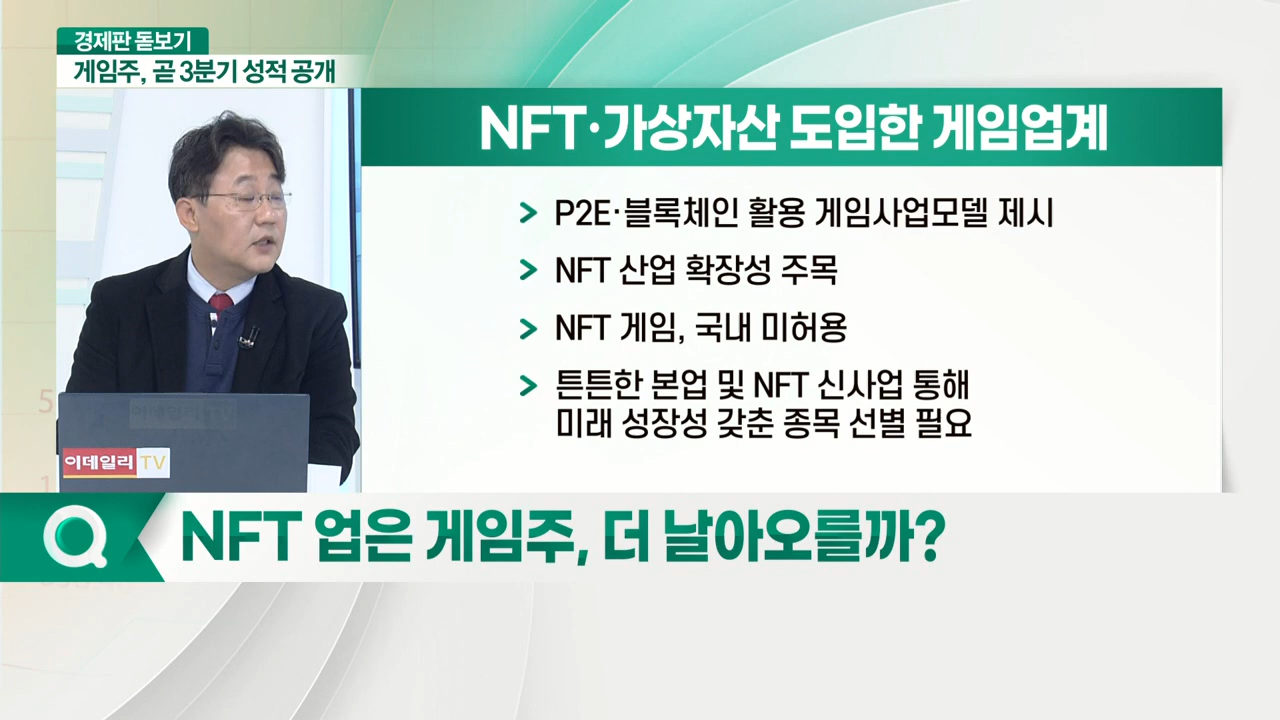 경제판 돋보기
게임주, 곧 3분기 성적 공개
NFT·가상자산 도입한 게임업계
> P2E·블록체인 활용 게임사업모델 제시
> NFT 산업 확장성 주목
> NFT 게임, 국내 미허용
> 튼튼한 본업 및 NFT 신사업 통해
미래 성장성 갖춘 종목 선별 필요
이데일리 TV
Q NFT 업은 게임주, 더 날아오를까?